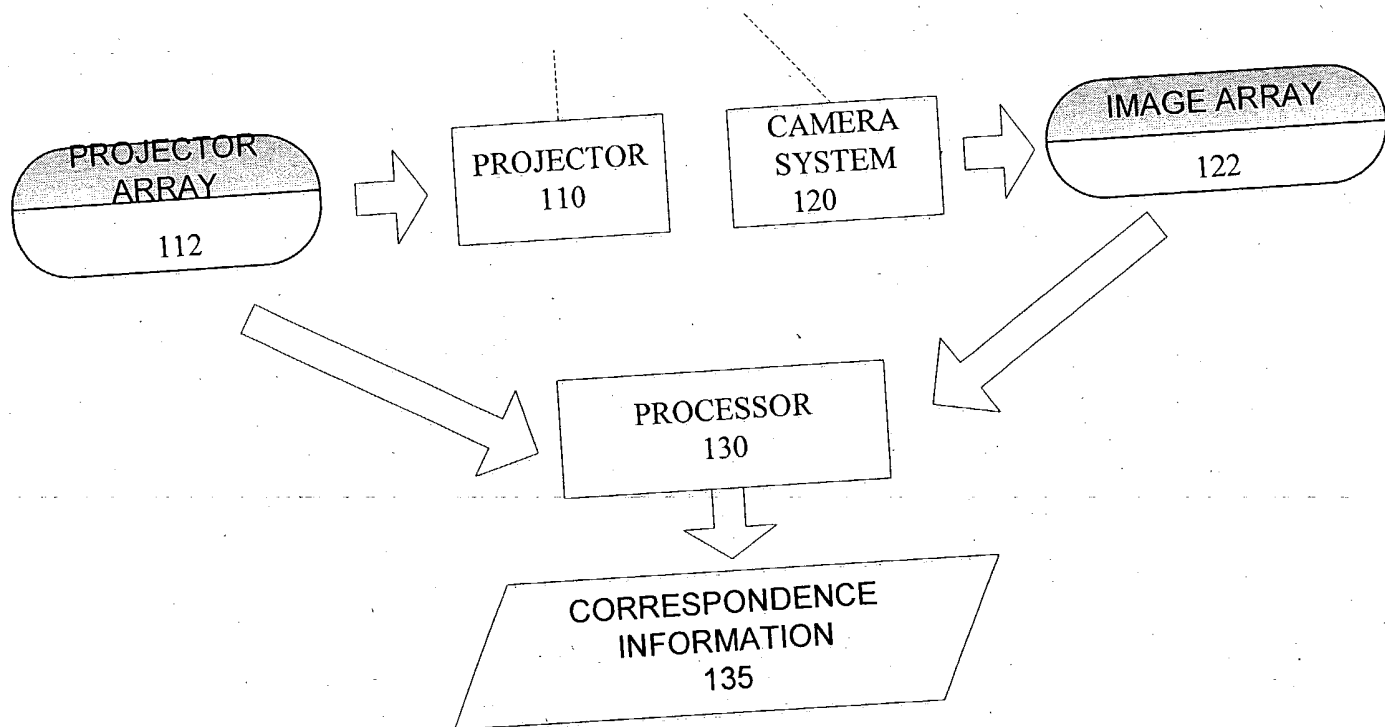 PROJECTOR
ARRAY
112
PROJECTOR
110
CAMERA
SYSTEM
120
IMAGE ARRAY
122
PROCESSOR
130
CORRESPONDENCE
INFORMATION
135